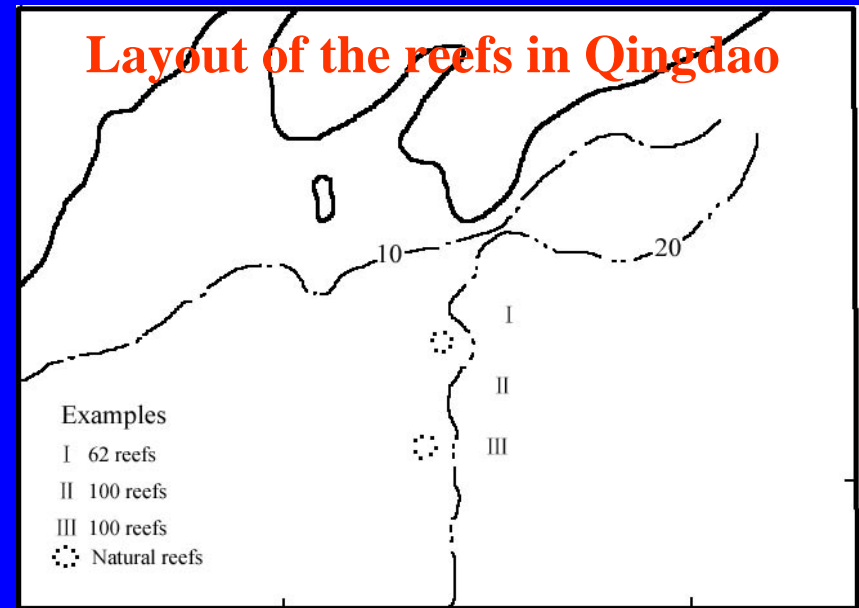 Layout of the reefs in Qingdao
10
20
Ⅰ
Ⅱ
Ⅲ
Examples
Ⅰ 62 reefs
Ⅱ 100 reefs
Ⅲ 100 reefs
Natural reefs